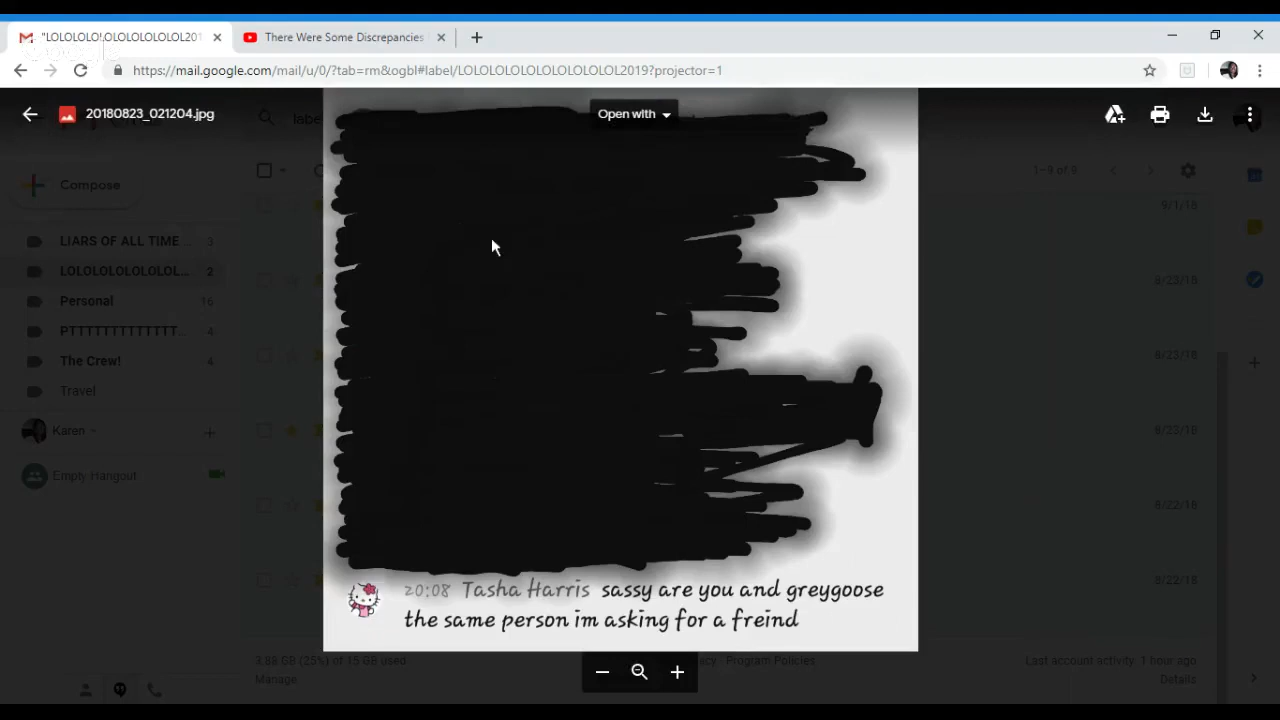 "LOLOLOLOLOLOLOLOLOL201
There Were Some Discrepancies
https://mail.google.com/mail/u/0/?tab=rm&ogbl#label/LOLOLOLOLOLOLOLOLOL2019?projector=1
20180823_021204.jpg
Open with
Compose
1–9 of 9
9/1/18
LIARS OF ALL TIME 3
LOLOLOLOLOLOL... 2
8/23/18
Personal 16
PTTTTTTTTTTTTT... 4
8/23/18
The Crew! 4
Travel
Karen
8/23/18
Empty Hangout
8/22/18
8/22/18
20:08 Tasha Harris sassy are you and greygoose
the same person im asking for a freind
3.88 GB (25%) of 15 GB used
Manage
Program Policies
Last account activity: 1 hour ago
Details